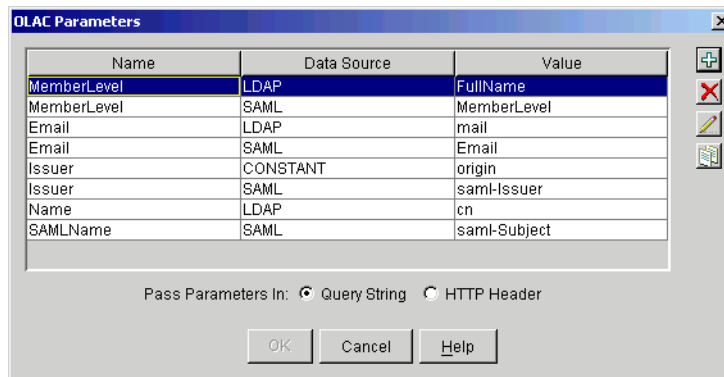 OLAC Parameters
Name Data Source Value
MemberLevel LDAP FullName
MemberLevel SAML MemberLevel
Email LDAP mail
Email SAML Email
Issuer CONSTANT origin
Issuer SAML saml-Issuer
Name LDAP cn
SAMLName SAML saml-Subject
Pass Parameters In: Query String HTTP Header
OK Cancel Help